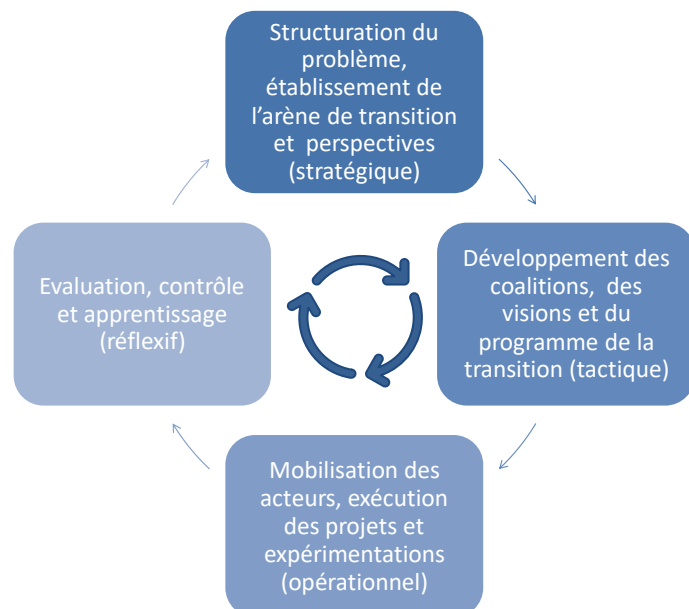 Structuration du
problème,
établissement de
l'arène de transition
et perspectives
(stratégique)
Développement des
coalitions, des
visions et du
programme de la
transition (tactique)
Mobilisation des
acteurs, exécution
des projets et
expérimentations
(opérationnel)
Evaluation, contrôle
et apprentissage
(réflexif)